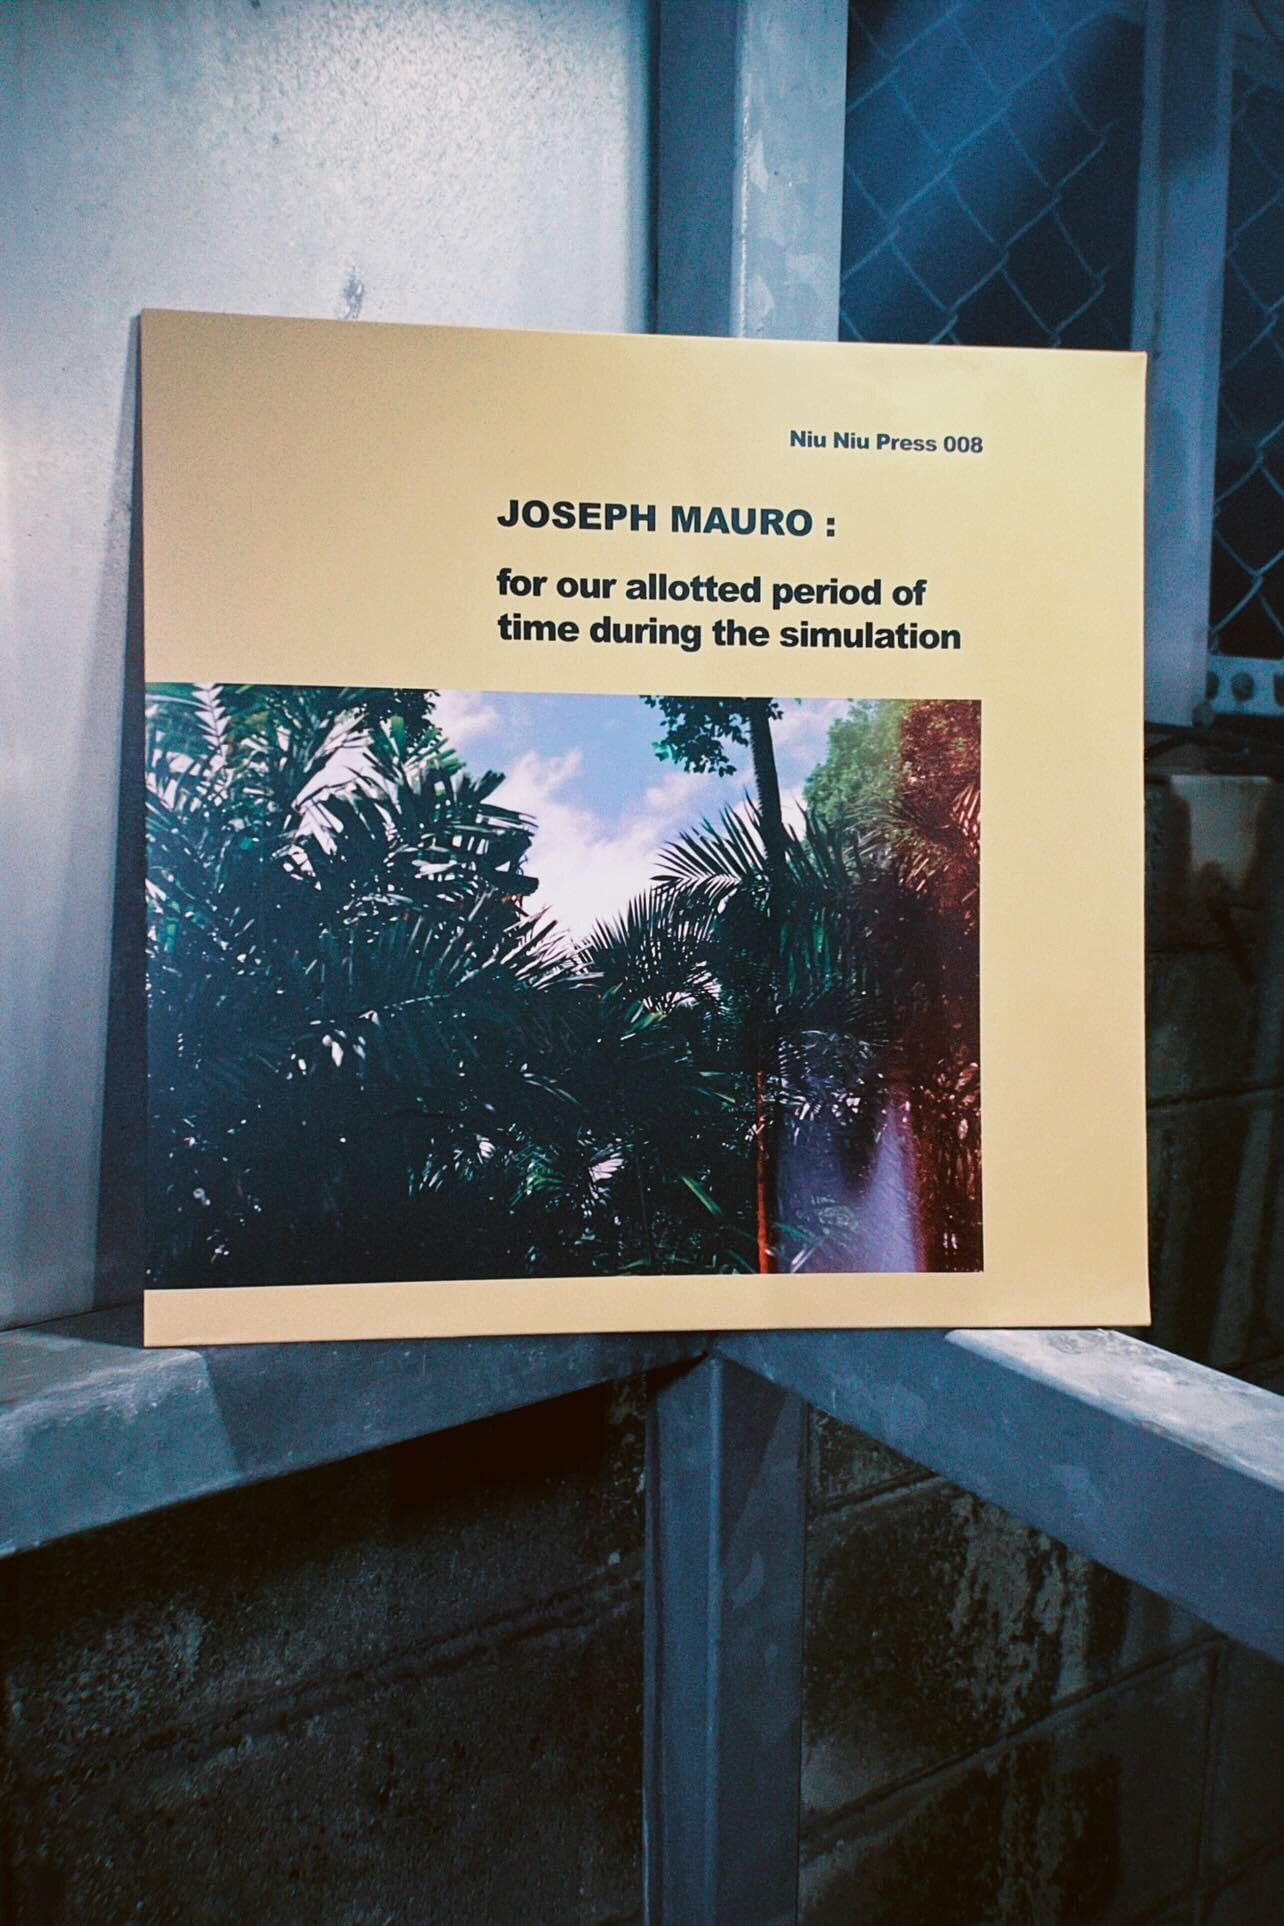 Niu Niu Press 008
JOSEPH MAURO :
for our allotted period of
time during the simulation